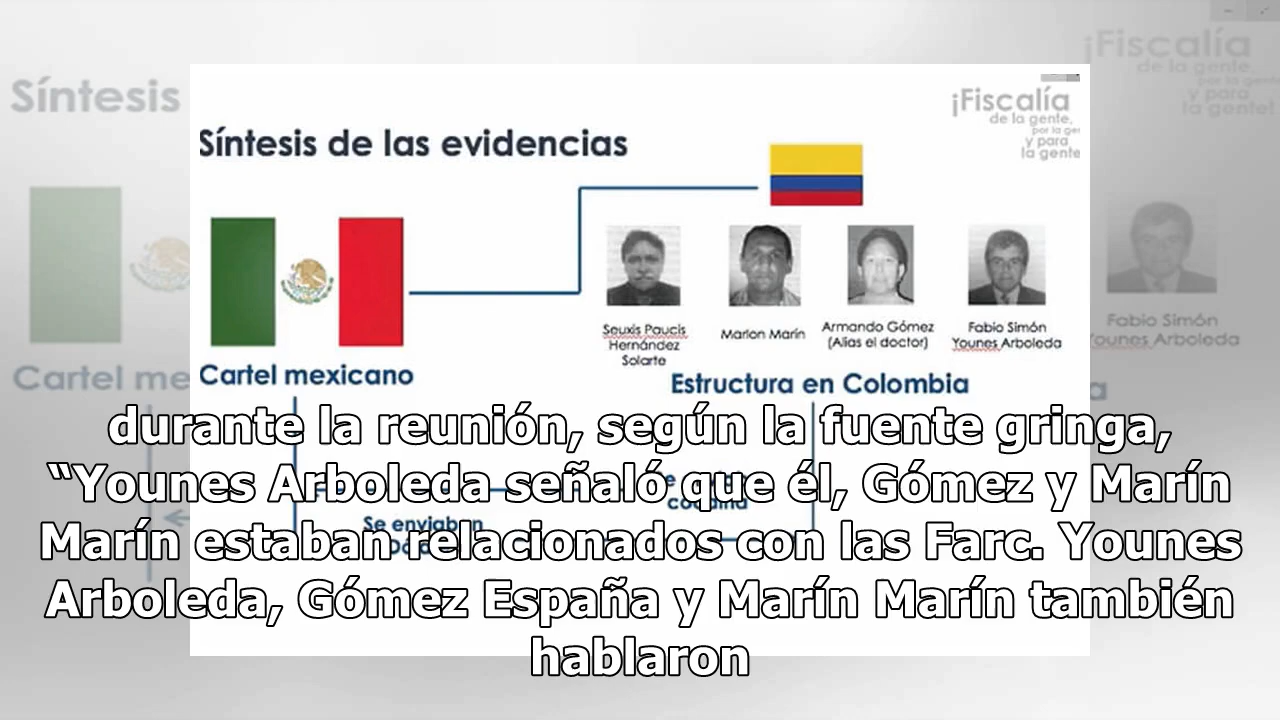 Síntesis
¡Fiscalía
de la gente,
por la gente
y para
la gente!
¡Fiscalía
de la gente,
por la ger
y para
la gente
Síntesis de las evidencias
Seuxis Paucis
Hernández
Solarte
Marlon Marín
Armando Gómez
(Alias el doctor)
Fabio Simón
Younes Arboleda
Fabio Simón
Younes Arboleda
Cartel me
Cartel mexicano
Estructura en Colombia
a
Se enviaban
cocaína
durante la reunión, según la fuente gringa,
“Younes Arboleda señaló que él, Gómez y Marín
Marín estaban relacionados con las Farc. Younes
Arboleda, Gómez España y Marín Marín también
hablaron